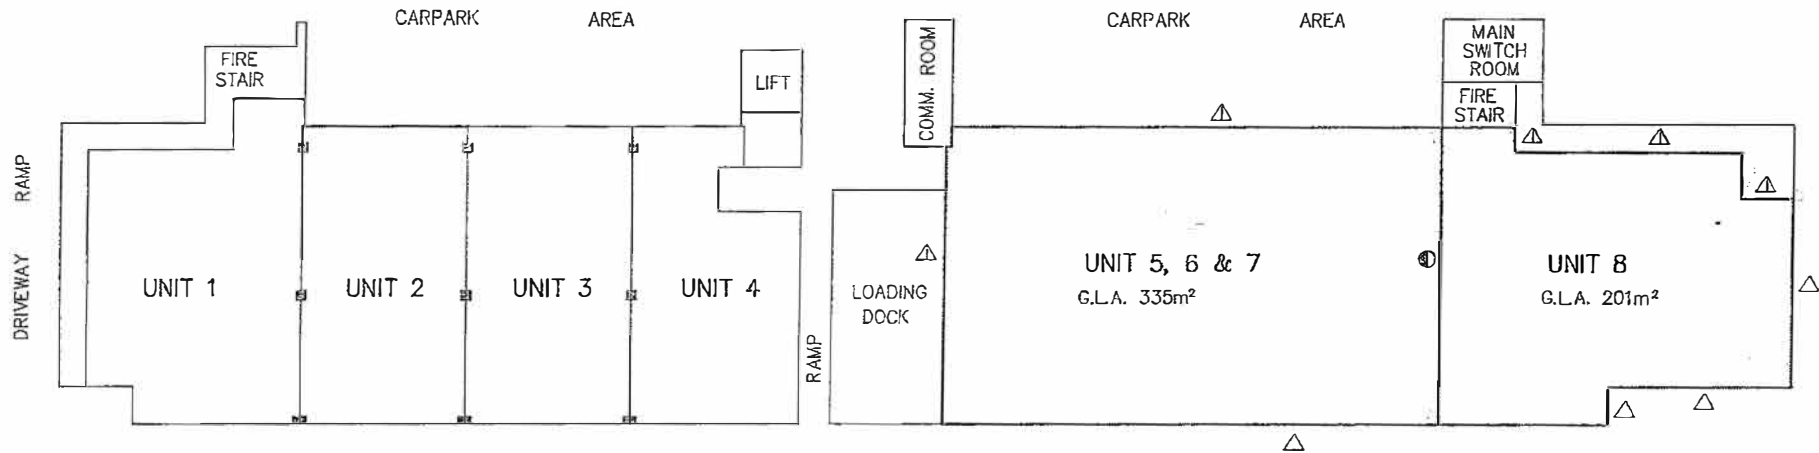 CARPARK AREA
CARPARK AREA
FIRE
STAIR
LIFT
COMM. ROOM
MAIN
SWITCH
ROOM
FIRE
STAIR
DRIVEWAY RAMP
UNIT 1
UNIT 2
UNIT 3
UNIT 4
RAMP
LOADING
DOCK
UNIT 5, 6 & 7
G.L.A. 335m²
UNIT 8
G.L.A. 201m²